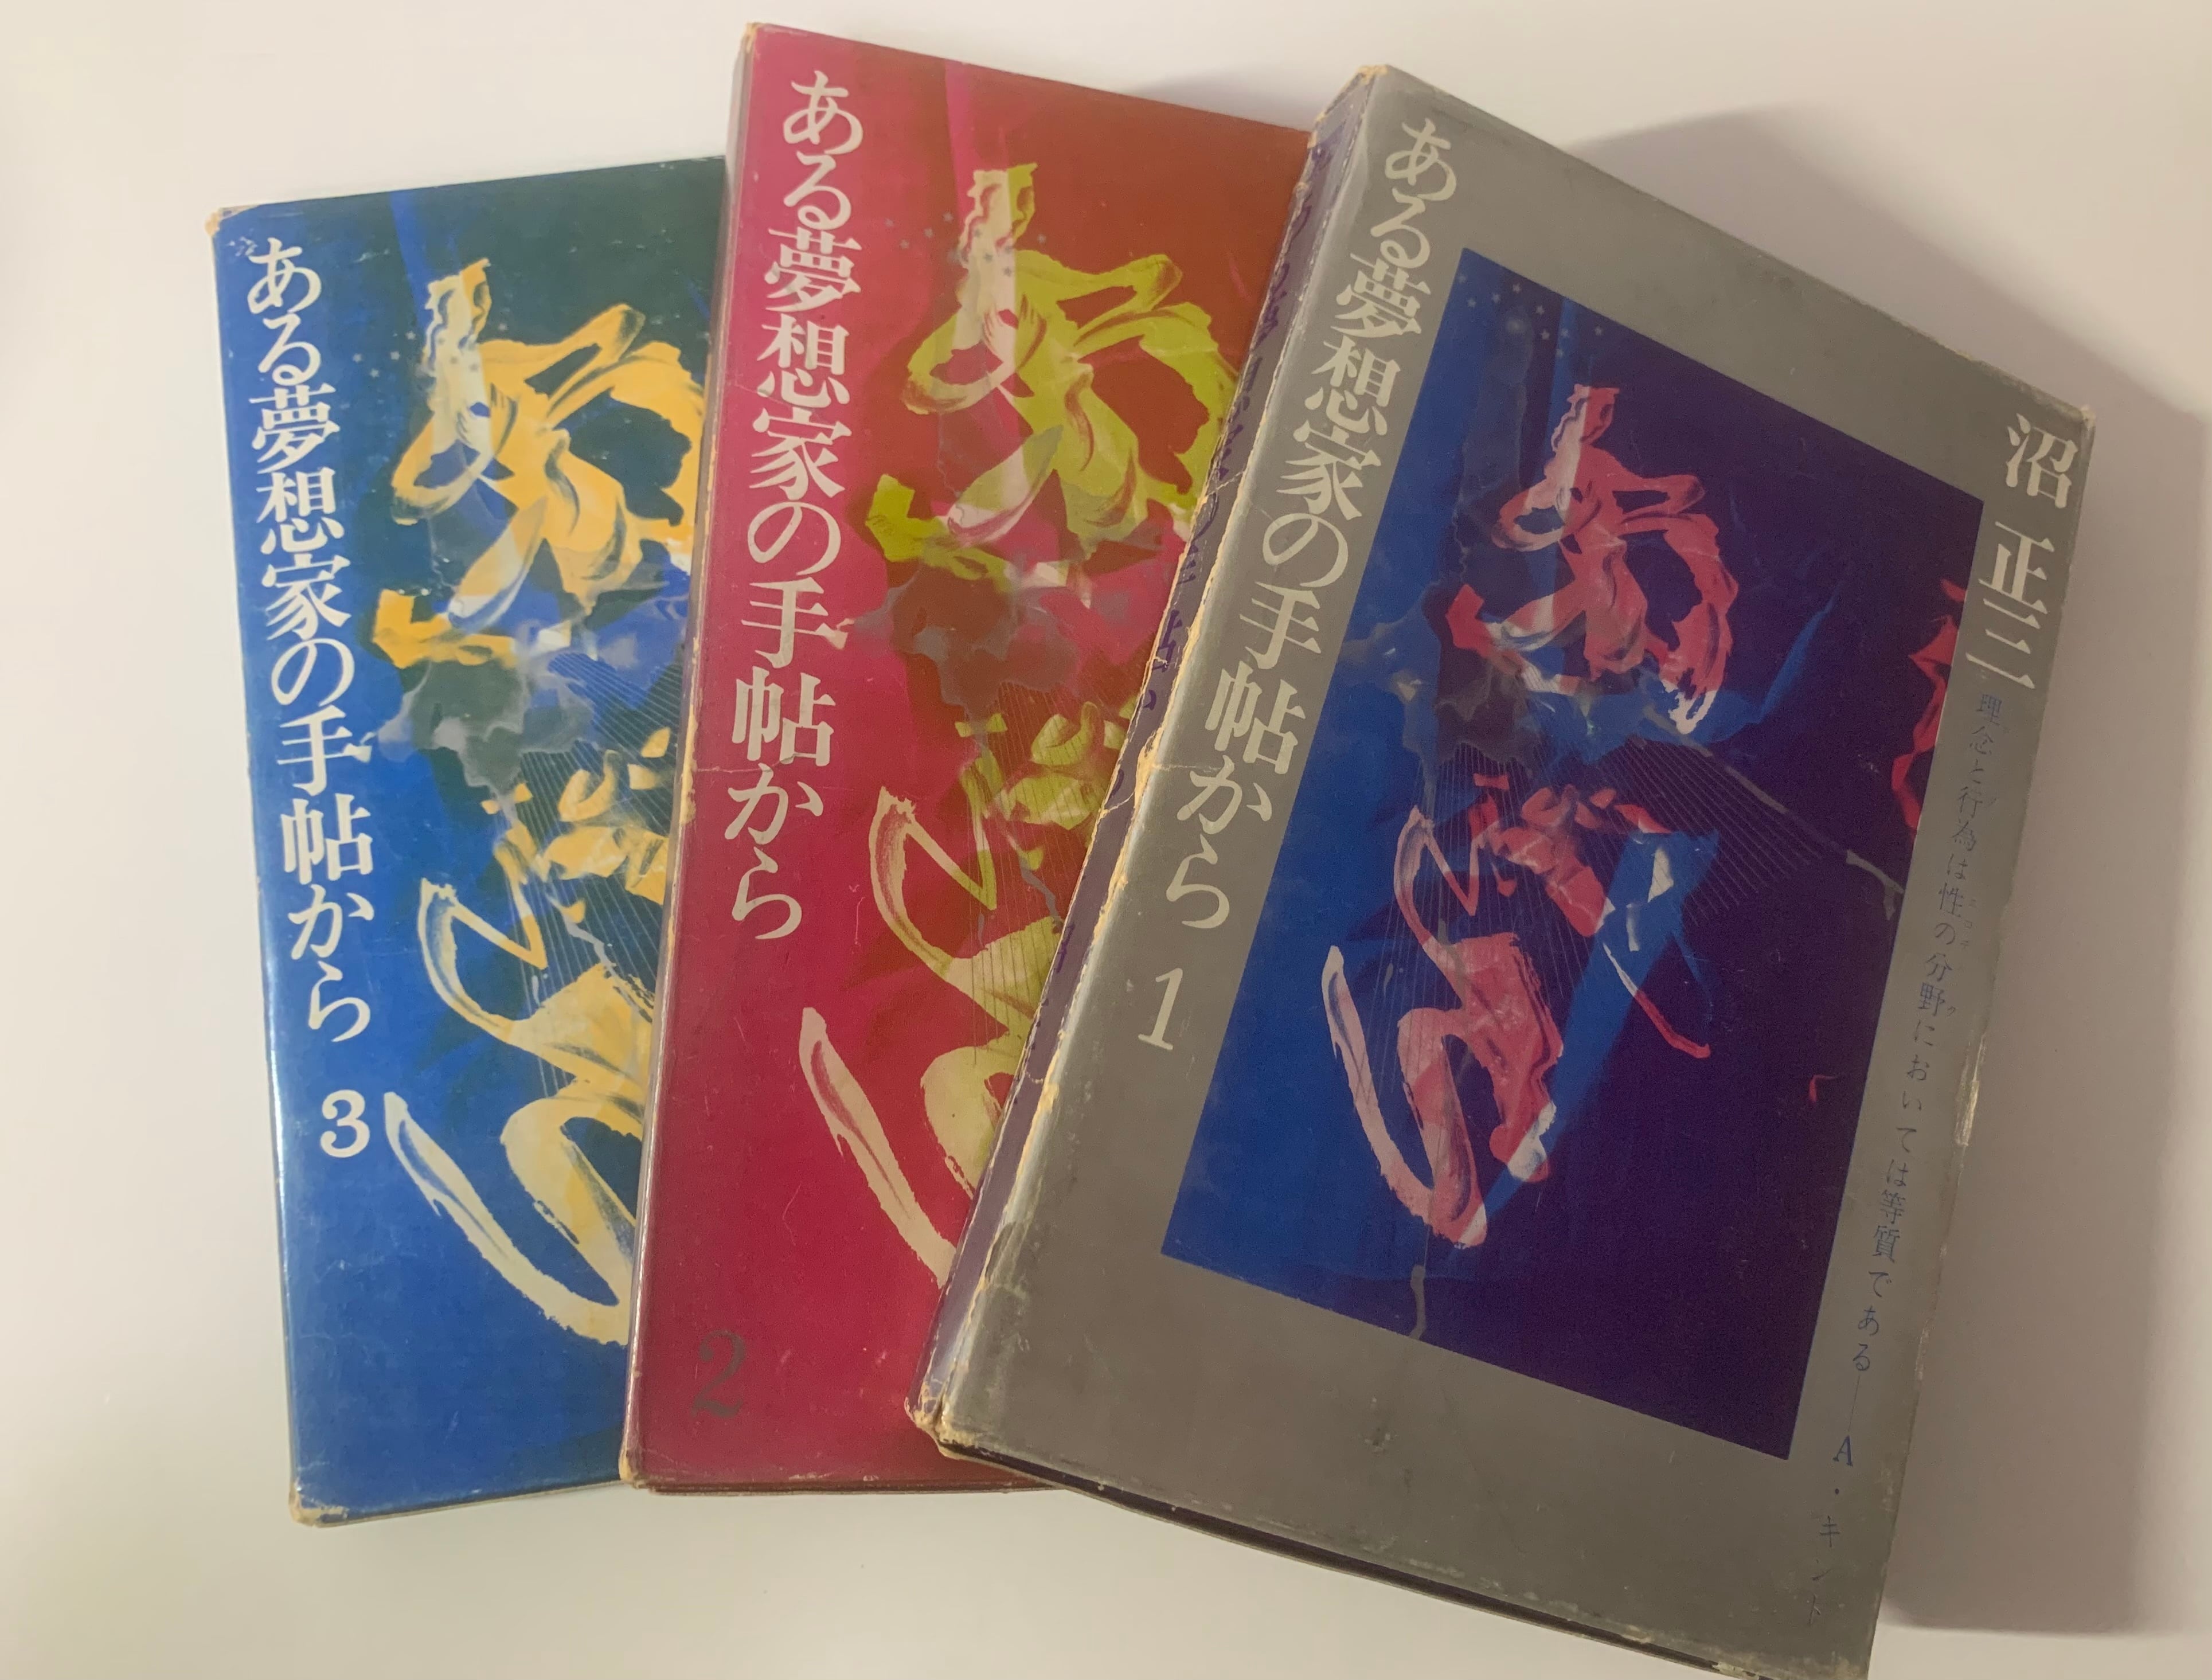 ある夢想家の手帖から 3
ある夢想家の手帖から
2
ある夢想家の手帖から 1
沼 正三
理念と行為は性の分野においては等質である——A・キント